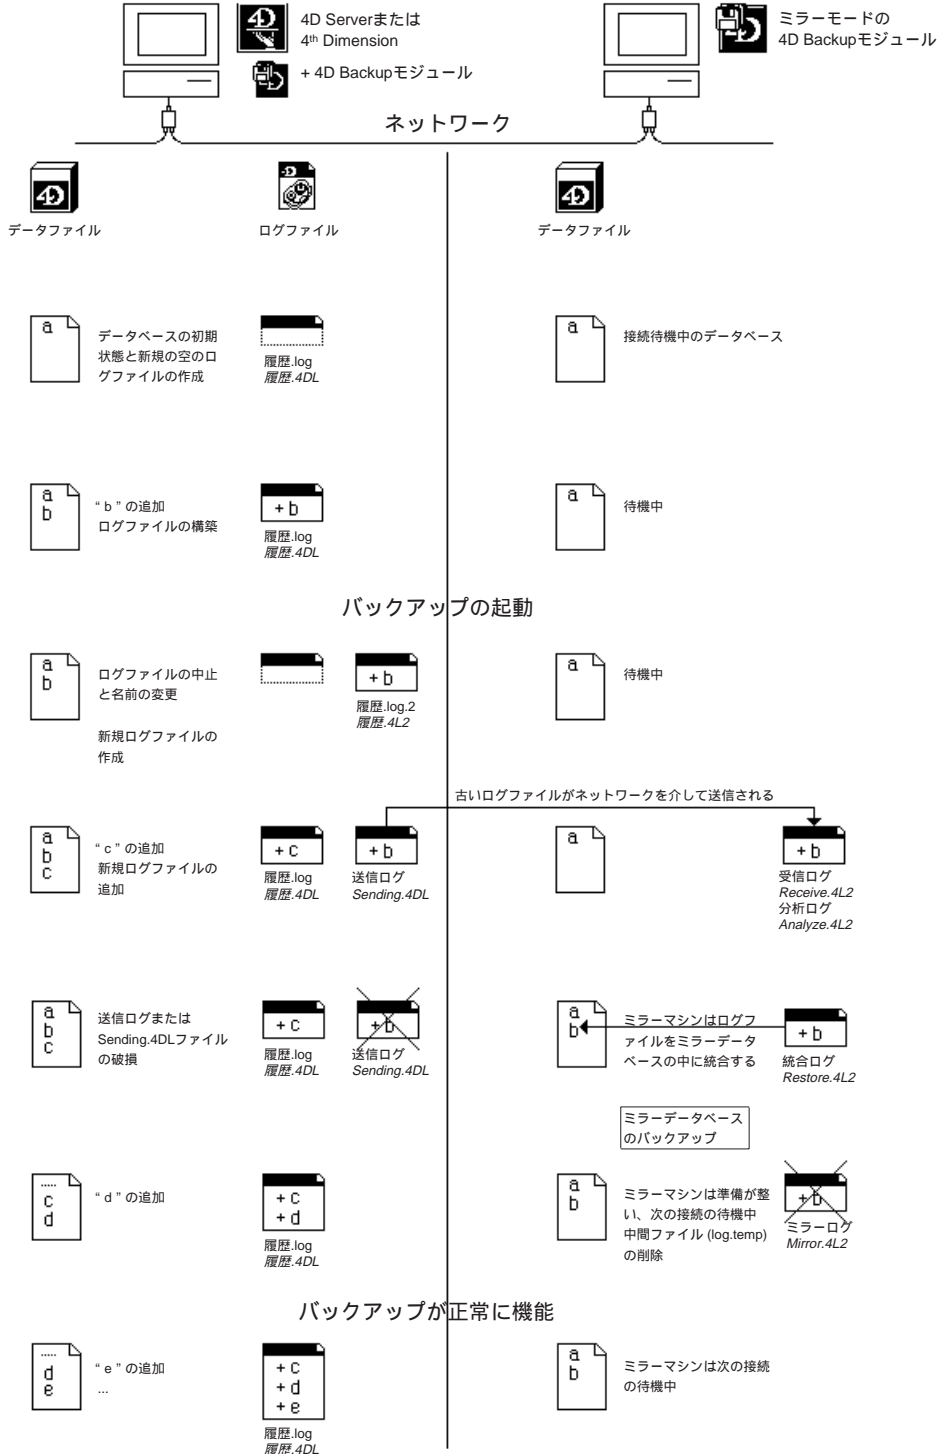 4D Serverまたは
4th Dimension
+ 4D Backupモジュール
ミラーモードの
4D Backupモジュール
ネットワーク
データファイル
ログファイル
データファイル
a
データベースの初期
状態と新規の空のロ
グファイルの作成
履歴.log
履歴.4DL
a
接続待機中のデータベース
a
b
“ b ” の追加
ログファイルの構築
+ b
履歴.log
履歴.4DL
a
待機中
バックアップの起動
a
b
ログファイルの中止
と名前の変更
新規ログファイルの
作成
+ b
履歴.log.2
履歴.4L2
a
待機中
古いログファイルがネットワークを介して送信される
a
b
c
“ c ” の追加
新規ログファイルの
追加
+ c
履歴.log
履歴.4DL
+ b
送信ログ
Sending.4DL
a
+ b
受信ログ
Receive.4L2
分析ログ
Analyze.4L2
a
b
c
送信ログまたは
Sending.4DLファイル
の破損
+ c
履歴.log
履歴.4DL
+ b
送信ログ
Sending.4DL
a
b
ミラーマシンはログフ
ァイルをミラーデータ
ベースの中に統合する
+ b
統合ログ
Restore.4L2
ミラーデータベース
のバックアップ
.....
c
d
“ d ” の追加
+ c
+ d
履歴.log
履歴.4DL
a
b
ミラーマシンは準備が整
い、次の接続の待機中
中間ファイル (log.temp)
の削除
+ b
ミラーログ
Mirror.4L2
バックアップが正常に機能
.....
d
e
“ e ” の追加
...
+ c
+ d
+ e
履歴.log
履歴.4DL
a
b
ミラーマシンは次の接続
の待機中